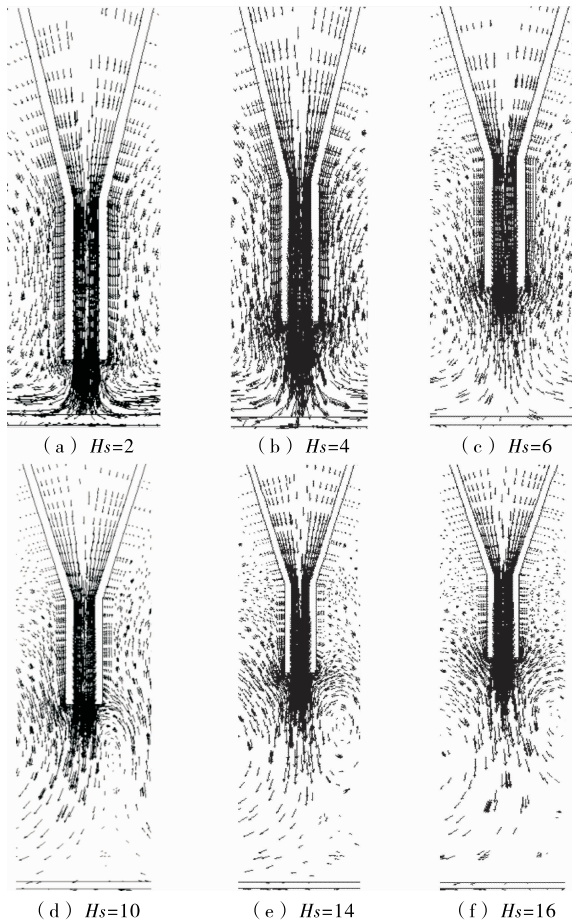 （a）Hs=2
（b）Hs=4
（c）Hs=6
（d）Hs=10
（e）Hs=14
（f）Hs=16